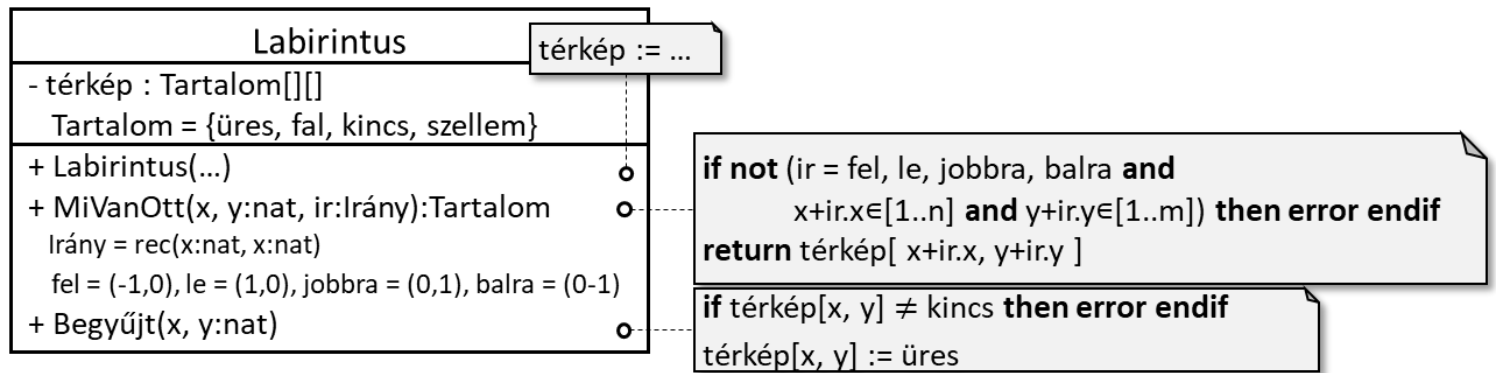 Labirintus
térkép := ...
- térkép : Tartalom[][]
Tartalom = {üres, fal, kincs, szellem}
+ Labirintus(...)
+ MiVanOtt(x, y:nat, ir:Irány):Tartalom
Irány = rec(x:nat, x:nat)
fel = (-1,0), le = (1,0), jobbra = (0,1), balra = (0-1)
+ Begyűjt(x, y:nat)
if not (ir = fel, le, jobbra, balra and
x+ir.x∈[1..n] and y+ir.y∈[1..m]) then error endif
return térkép[ x+ir.x, y+ir.y ]
if térkép[x, y] ≠ kincs then error endif
térkép[x, y] := üres